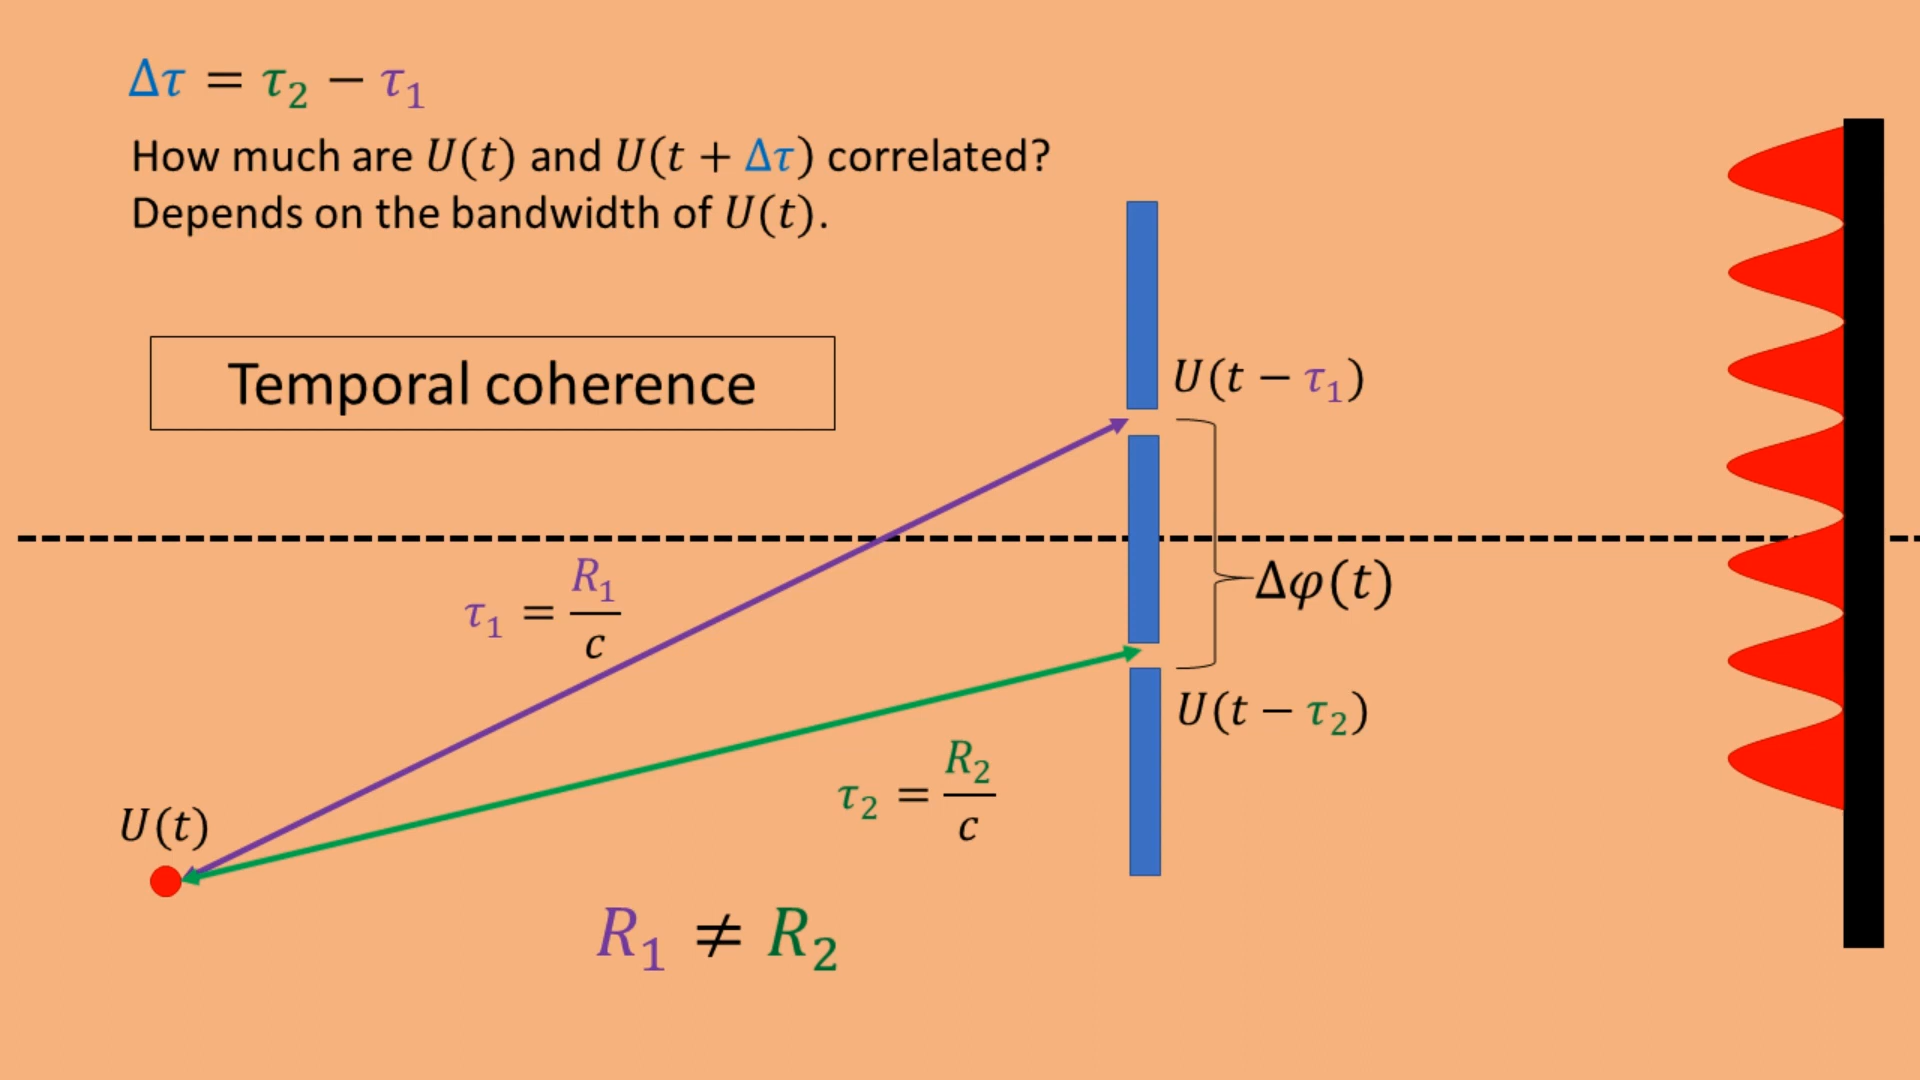 Δτ = τ₂ − τ₁
How much are U(t) and U(t + Δτ) correlated?
Depends on the bandwidth of U(t).
Temporal coherence
U(t − τ₁)
τ₁ = R₁/c
Δφ(t)
U(t − τ₂)
τ₂ = R₂/c
U(t)
R₁ ≠ R₂